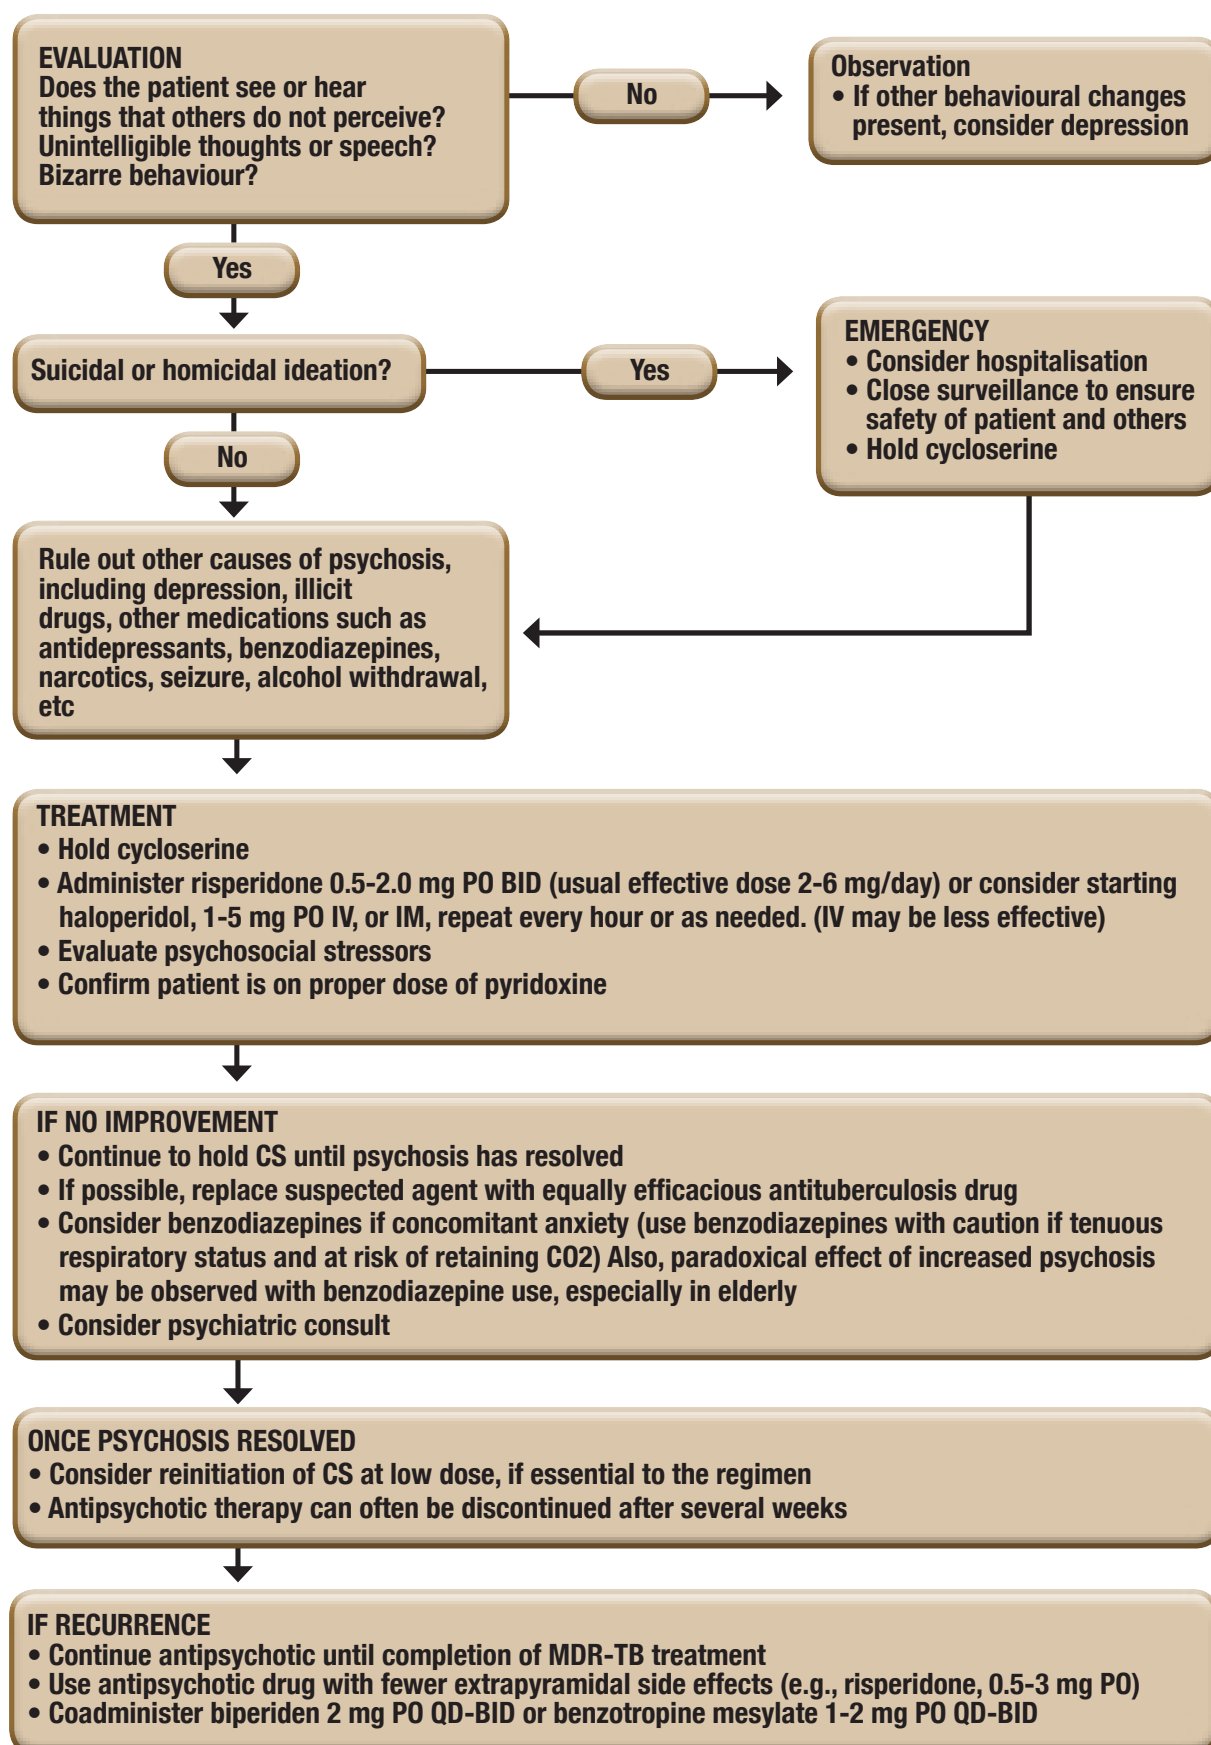 EVALUATION
Does the patient see or hear
things that others do not perceive?
Unintelligible thoughts or speech?
Bizarre behaviour?
No
Observation
• If other behavioural changes
present, consider depression
Yes
Suicidal or homicidal ideation?
Yes
EMERGENCY
• Consider hospitalisation
• Close surveillance to ensure
safety of patient and others
• Hold cycloserine
No
Rule out other causes of psychosis,
including depression, illicit
drugs, other medications such as
antidepressants, benzodiazepines,
narcotics, seizure, alcohol withdrawal,
etc
TREATMENT
• Hold cycloserine
• Administer risperidone 0.5-2.0 mg PO BID (usual effective dose 2-6 mg/day) or consider starting
haloperidol, 1-5 mg PO IV, or IM, repeat every hour or as needed. (IV may be less effective)
• Evaluate psychosocial stressors
• Confirm patient is on proper dose of pyridoxine
IF NO IMPROVEMENT
• Continue to hold CS until psychosis has resolved
• If possible, replace suspected agent with equally efficacious antituberculosis drug
• Consider benzodiazepines if concomitant anxiety (use benzodiazepines with caution if tenuous
respiratory status and at risk of retaining CO2) Also, paradoxical effect of increased psychosis
may be observed with benzodiazepine use, especially in elderly
• Consider psychiatric consult
ONCE PSYCHOSIS RESOLVED
• Consider reinitiation of CS at low dose, if essential to the regimen
• Antipsychotic therapy can often be discontinued after several weeks
IF RECURRENCE
• Continue antipsychotic until completion of MDR-TB treatment
• Use antipsychotic drug with fewer extrapyramidal side effects (e.g., risperidone, 0.5-3 mg PO)
• Coadminister biperiden 2 mg PO QD-BID or benzotropine mesylate 1-2 mg PO QD-BID